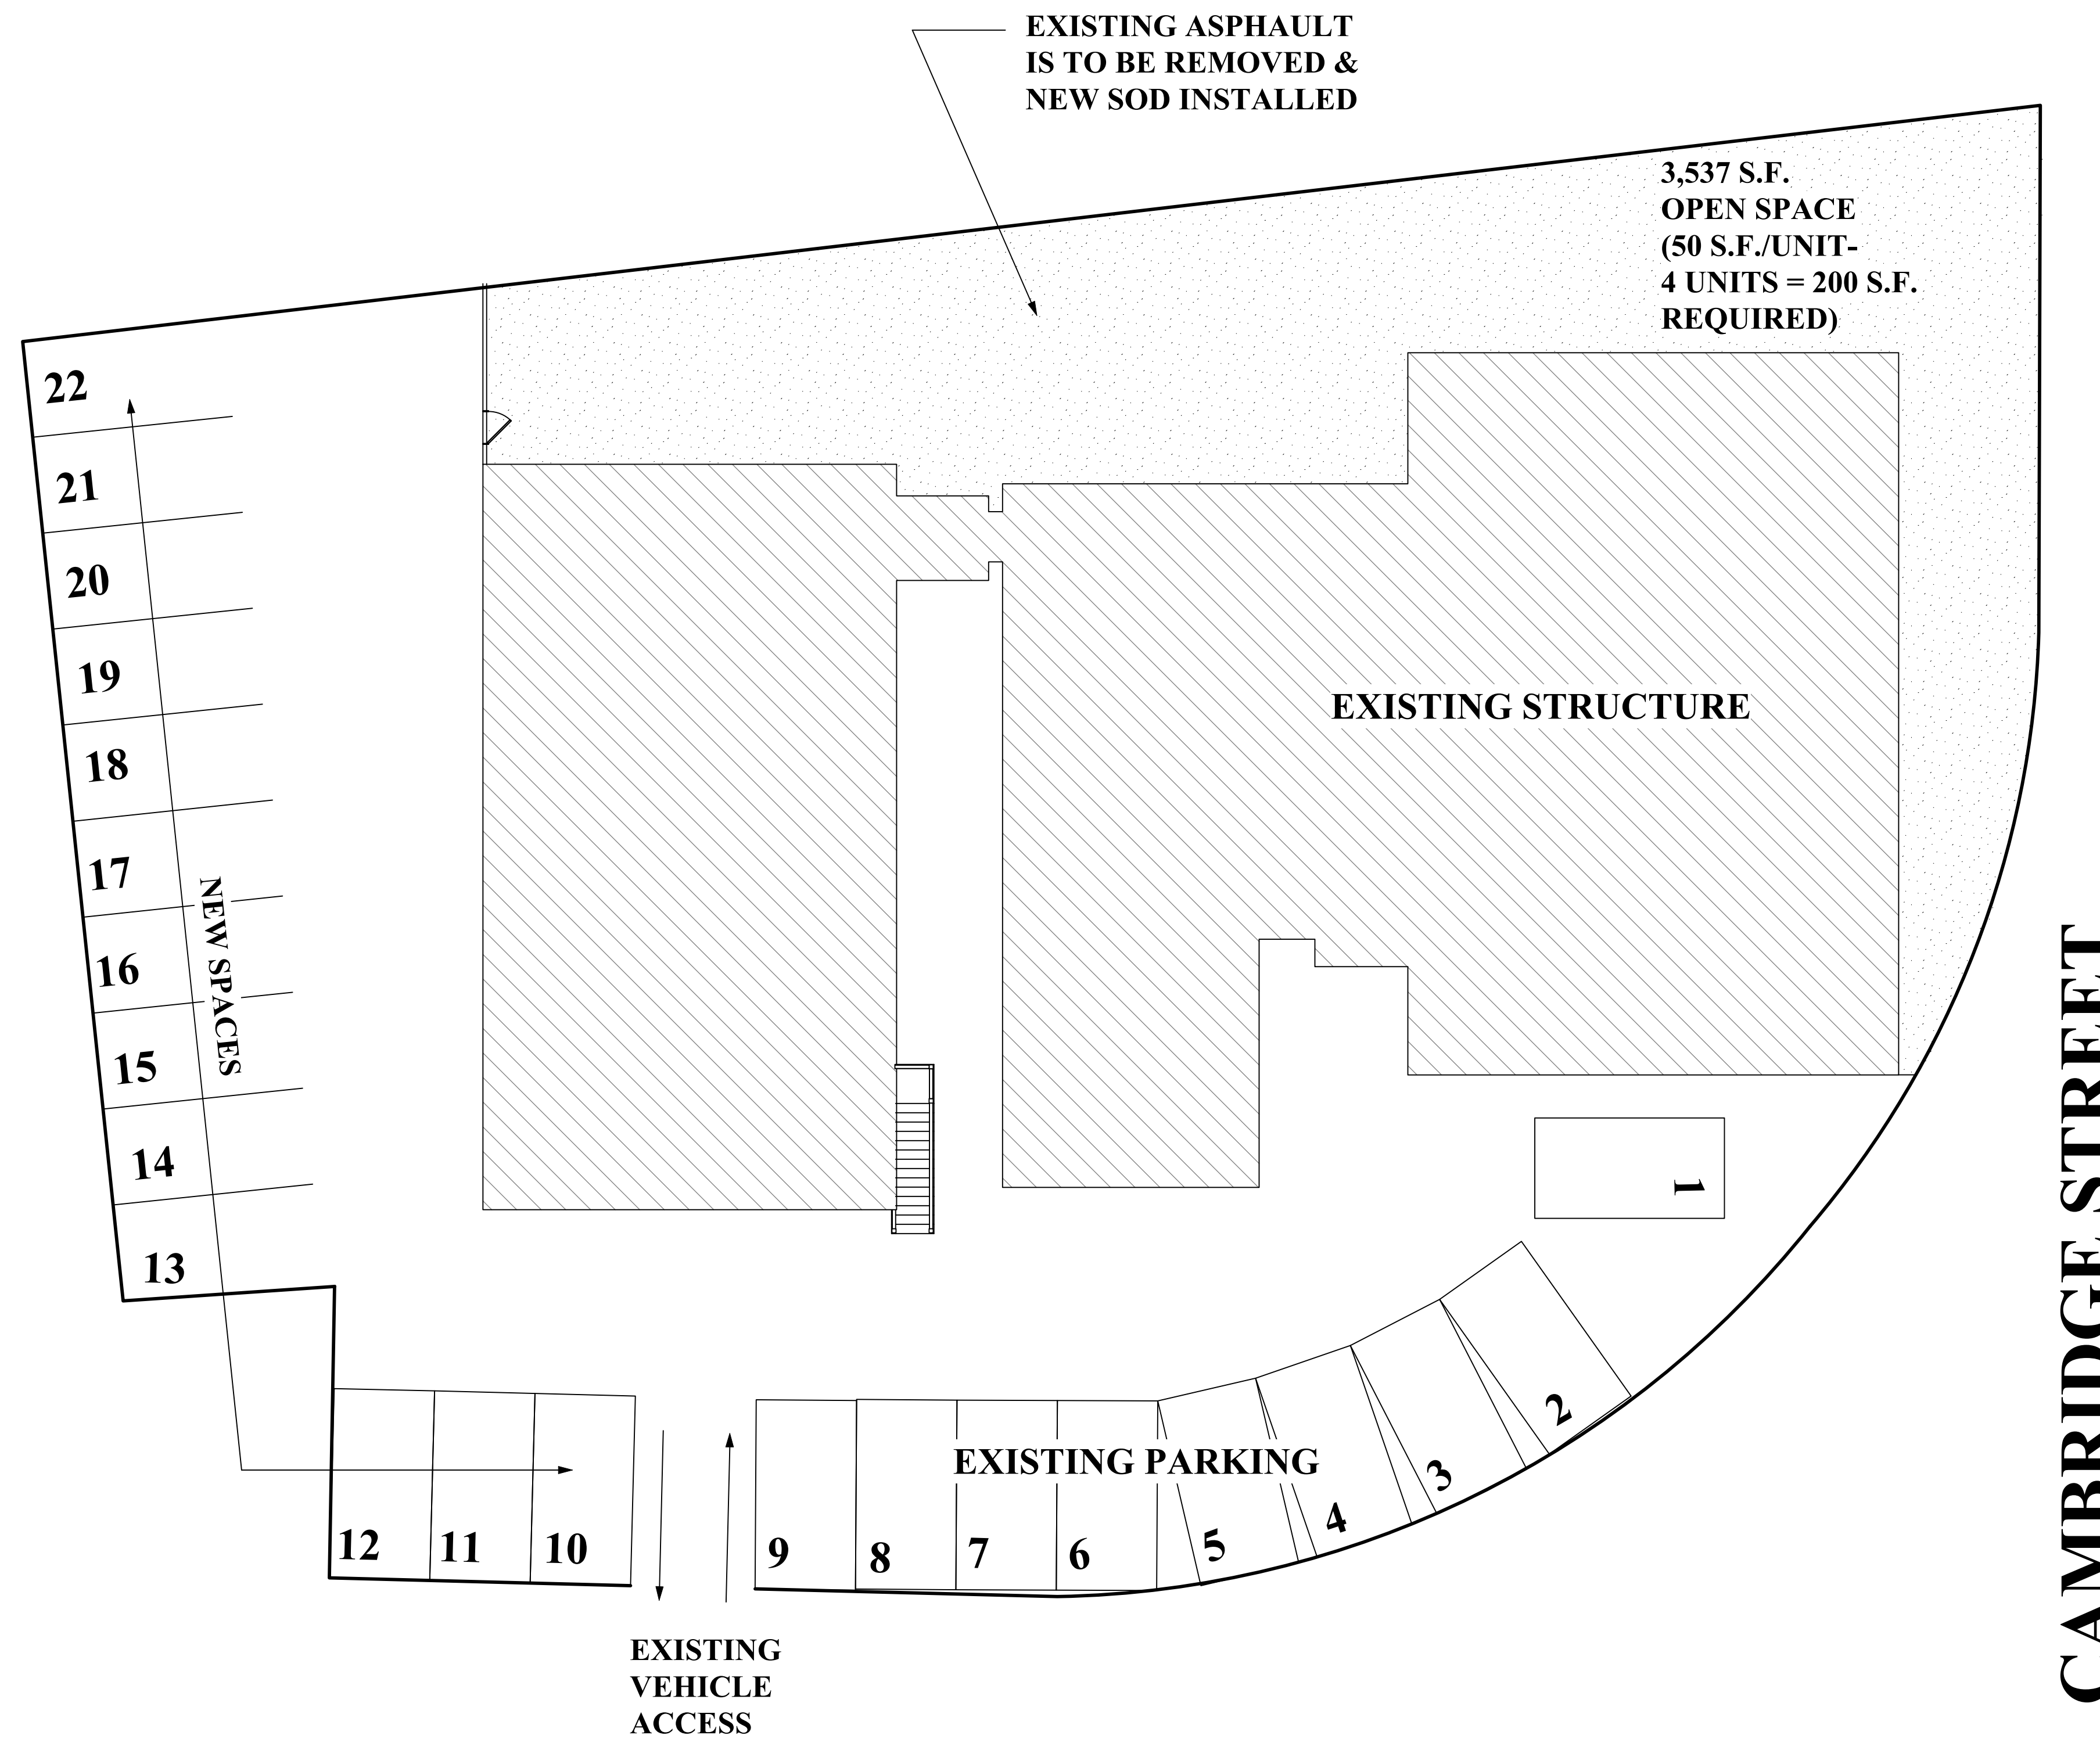 EXISTING ASPHAULT
IS TO BE REMOVED &
NEW SOD INSTALLED
3,537 S.F.
OPEN SPACE
(50 S.F./UNIT-
4 UNITS = 200 S.F.
REQUIRED)
22
21
20
19
18
17
16
15
14
13
NEW SPACES
EXISTING STRUCTURE
1
2
3
4
5
6
7
8
9
10
11
12
EXISTING PARKING
EXISTING
VEHICLE
ACCESS
CAMBRIDGE STREET